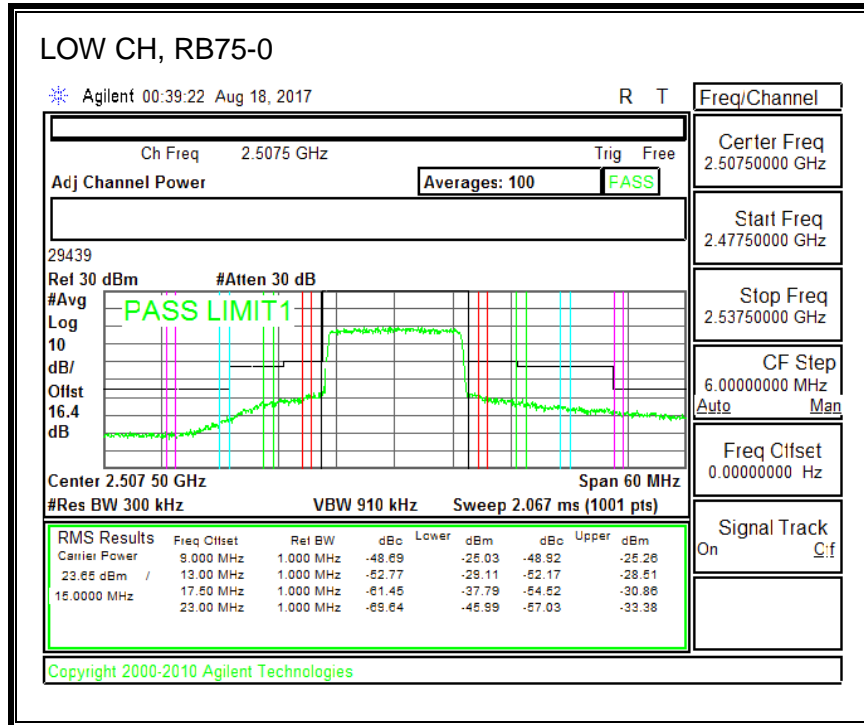 LOW CH, RB75-0
Agilent 00:39:22 Aug 18, 2017 R T
Freq/Channel
Ch Freq 2.5075 GHz Trig Free
Adj Channel Power Averages: 100 PASS
Center Freq
2.50750000 GHz
Start Freq
2.47750000 GHz
Stop Freq
2.53750000 GHz
CF Step
6.00000000 MHz
Auto Man
Freq Offset
0.00000000 Hz
Signal Track
On Off
29439
Ref 30 dBm #Atten 30 dB
#Avg
Log
10
dB/
Offst
16.4
dB
PASS LIMIT1
Center 2.507 50 GHz Span 60 MHz
#Res BW 300 kHz VBW 910 kHz Sweep 2.067 ms (1001 pts)
RMS Results Freq Offset Ref BW dBc Lower dBm dBc Upper dBm
Carrier Power 9.000 MHz 1.000 MHz -48.69 -25.03 -48.92 -25.26
23.65 dBm / 13.00 MHz 1.000 MHz -52.77 -29.11 -52.17 -28.51
15.0000 MHz 17.50 MHz 1.000 MHz -61.45 -37.79 -54.52 -30.86
23.00 MHz 1.000 MHz -69.64 -45.99 -57.03 -33.38
Copyright 2000-2010 Agilent Technologies